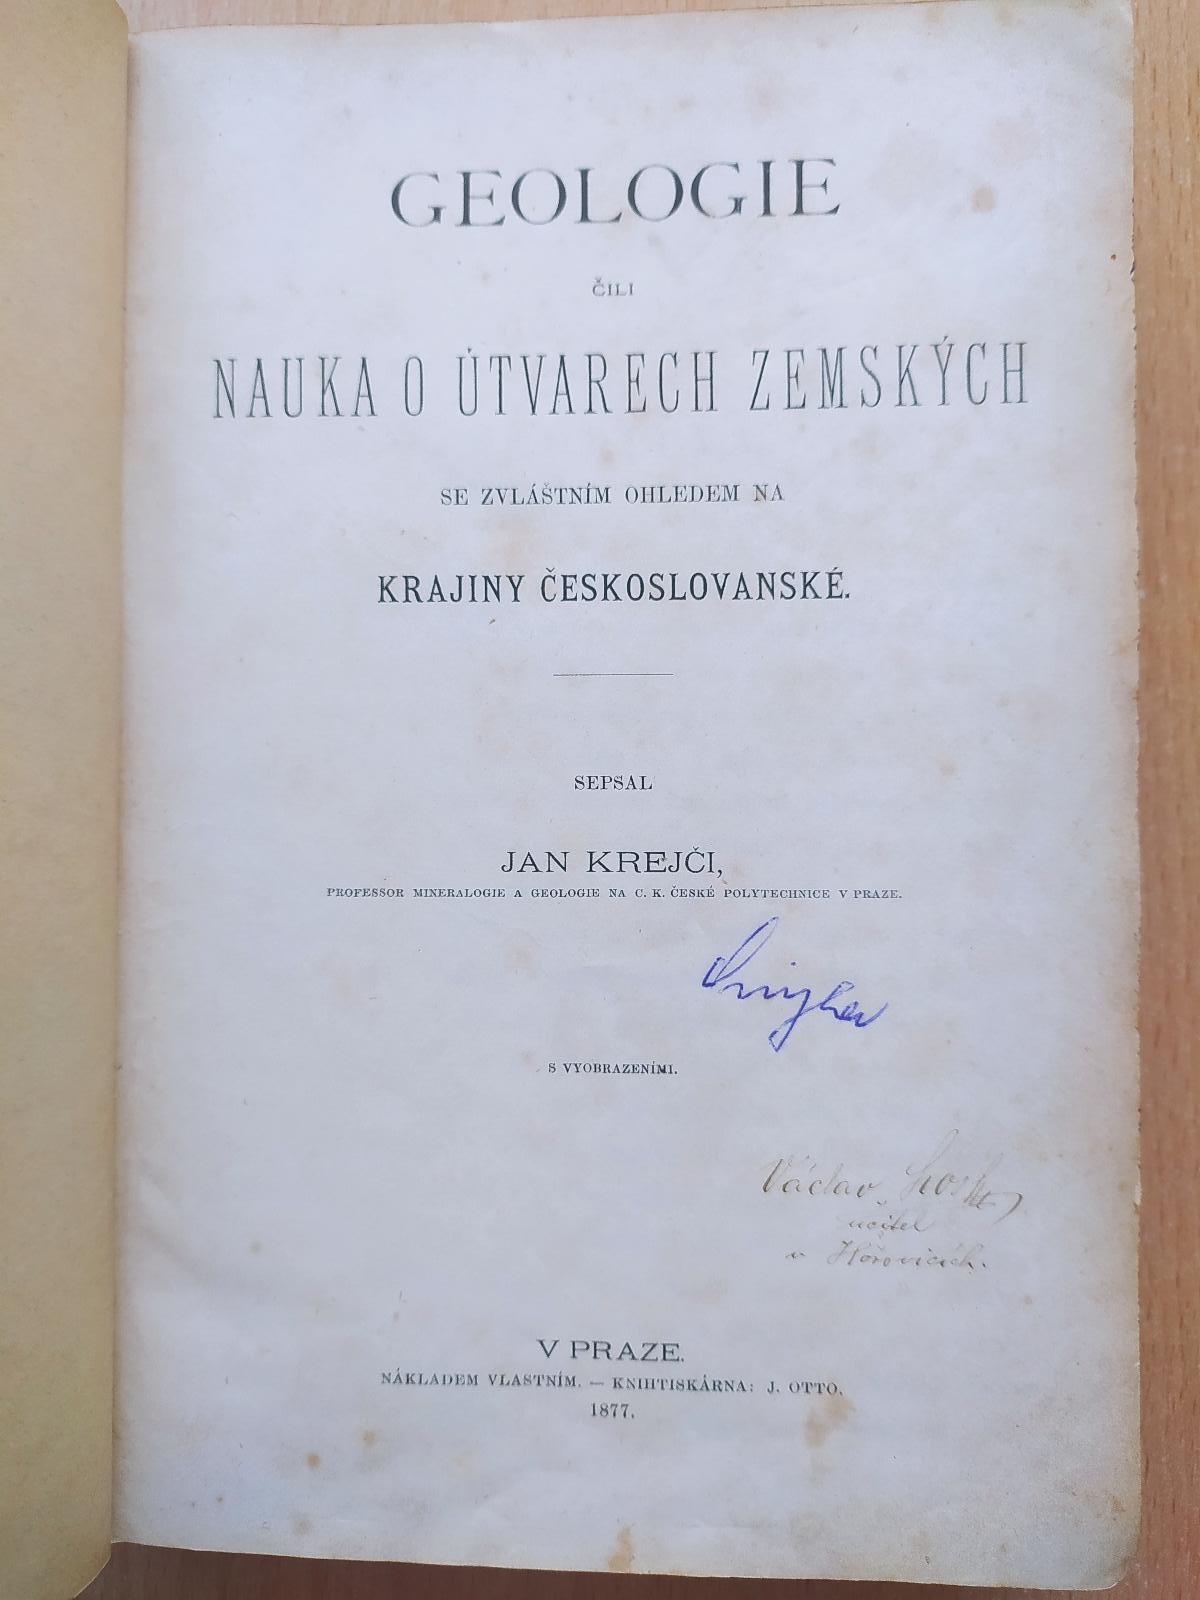 GEOLOGIE
ČILI
NAUKA O ÚTVARECH ZEMSKÝCH
SE ZVLÁŠTNÍM OHLEDEM NA
KRAJINY ČESKOSLOVANSKÉ.
SEPSAL
JAN KREJČI,
PROFESSOR MINERALOGIE A GEOLOGIE NA C. K. ČESKÉ POLYTECHNICE V PRAZE.
S VYOBRAZENÍMI.
Václav
učitel
v Hořovicích.
V PRAZE.
NÁKLADEM VLASTNÍM. — KNIHTISKÁRNA: J. OTTO.
1877.